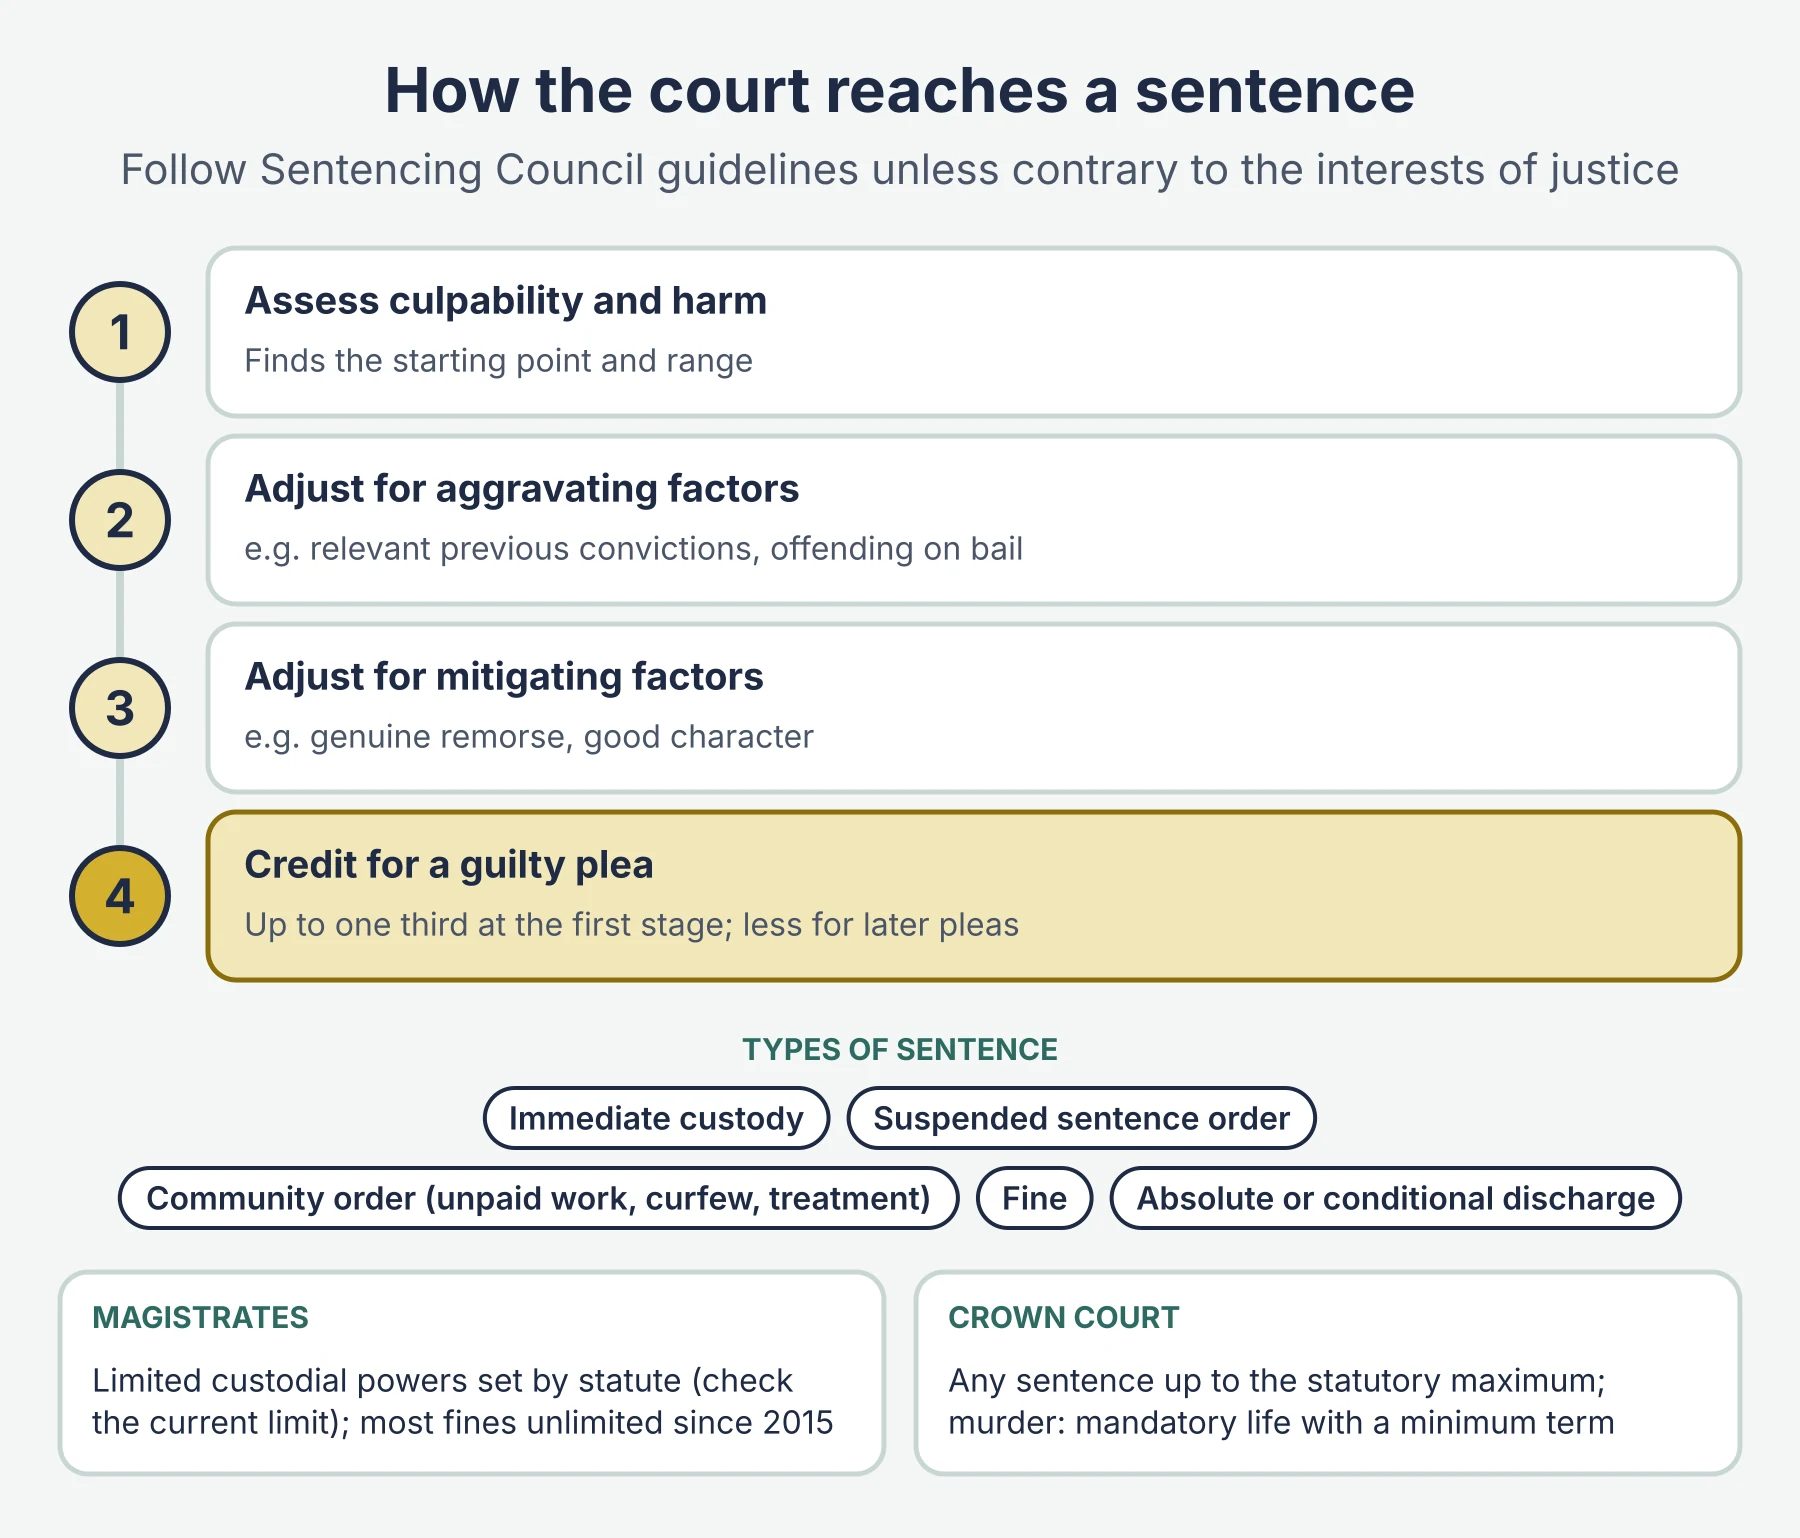 How the court reaches a sentence
Follow Sentencing Council guidelines unless contrary to the interests of justice
1
Assess culpability and harm
Finds the starting point and range
2
Adjust for aggravating factors
e.g. relevant previous convictions, offending on bail
3
Adjust for mitigating factors
e.g. genuine remorse, good character
4
Credit for a guilty plea
Up to one third at the first stage; less for later pleas
TYPES OF SENTENCE
Immediate custody
Suspended sentence order
Community order (unpaid work, curfew, treatment)
Fine
Absolute or conditional discharge
MAGISTRATES
Limited custodial powers set by statute (check
the current limit); most fines unlimited since 2015
CROWN COURT
Any sentence up to the statutory maximum;
murder: mandatory life with a minimum term